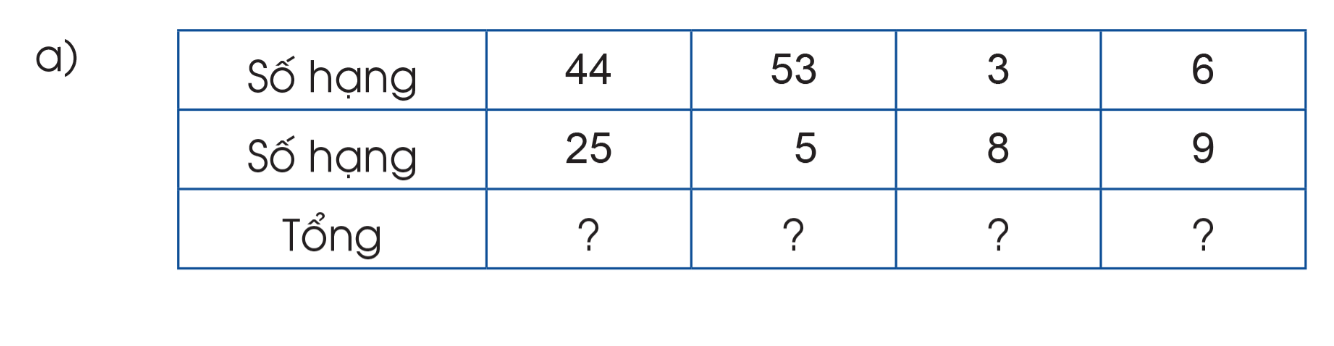 a)
Số hạng 44 53 3 6
Số hạng 25 5 8 9
Tổng ? ? ? ?